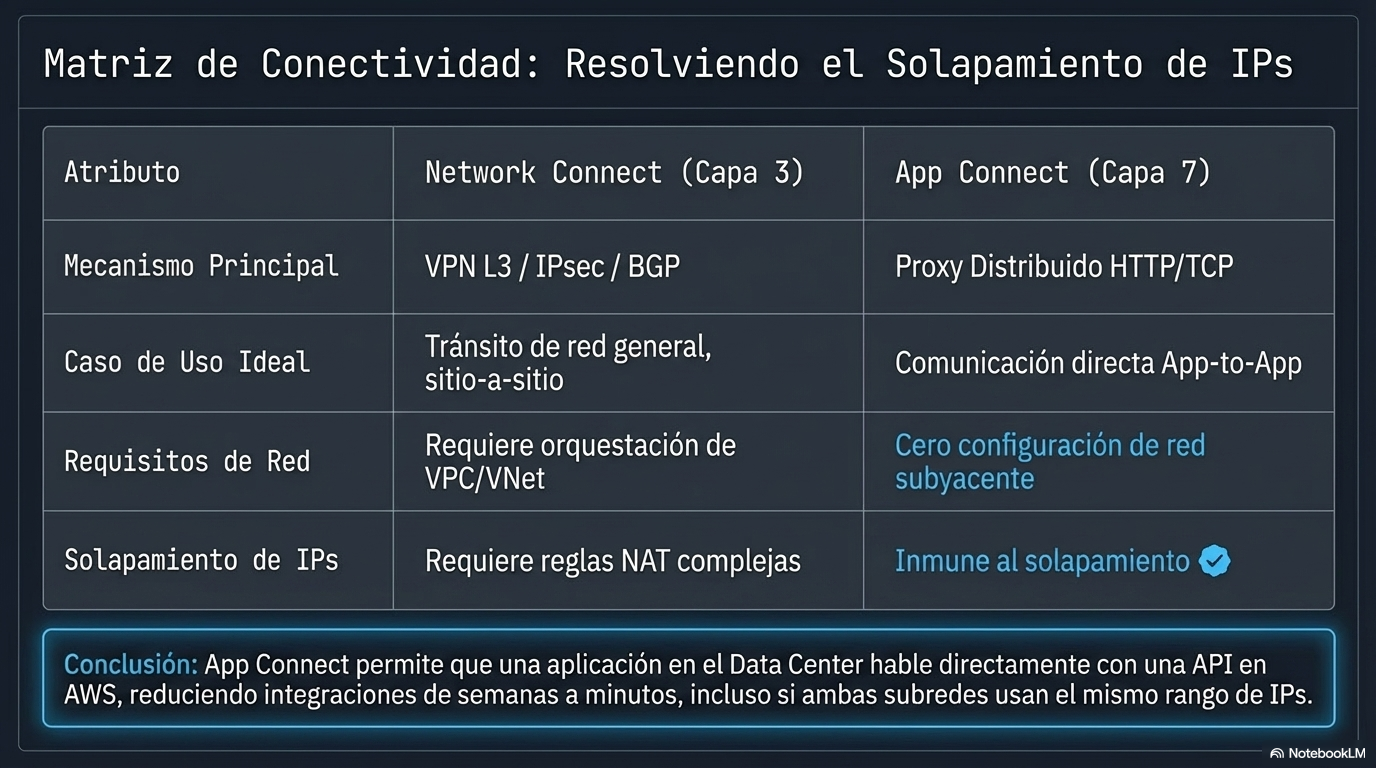 Matriz de Conectividad: Resolviendo el Solapamiento de IPs
Atributo
Network Connect (Capa 3)
App Connect (Capa 7)
Mecanismo Principal
VPN L3 / IPsec / BGP
Proxy Distribuido HTTP/TCP
Caso de Uso Ideal
Tránsito de red general,
sitio-a-sitio
Comunicación directa App-to-App
Requisitos de Red
Requiere orquestación de
VPC/VNet
Cero configuración de red
subyacente
Solapamiento de IPs
Requiere reglas NAT complejas
Inmune al solapamiento
Conclusión: App Connect permite que una aplicación en el Data Center hable directamente con una API en
AWS, reduciendo integraciones de semanas a minutos, incluso si ambas subredes usan el mismo rango de IPs.
NotebookLM